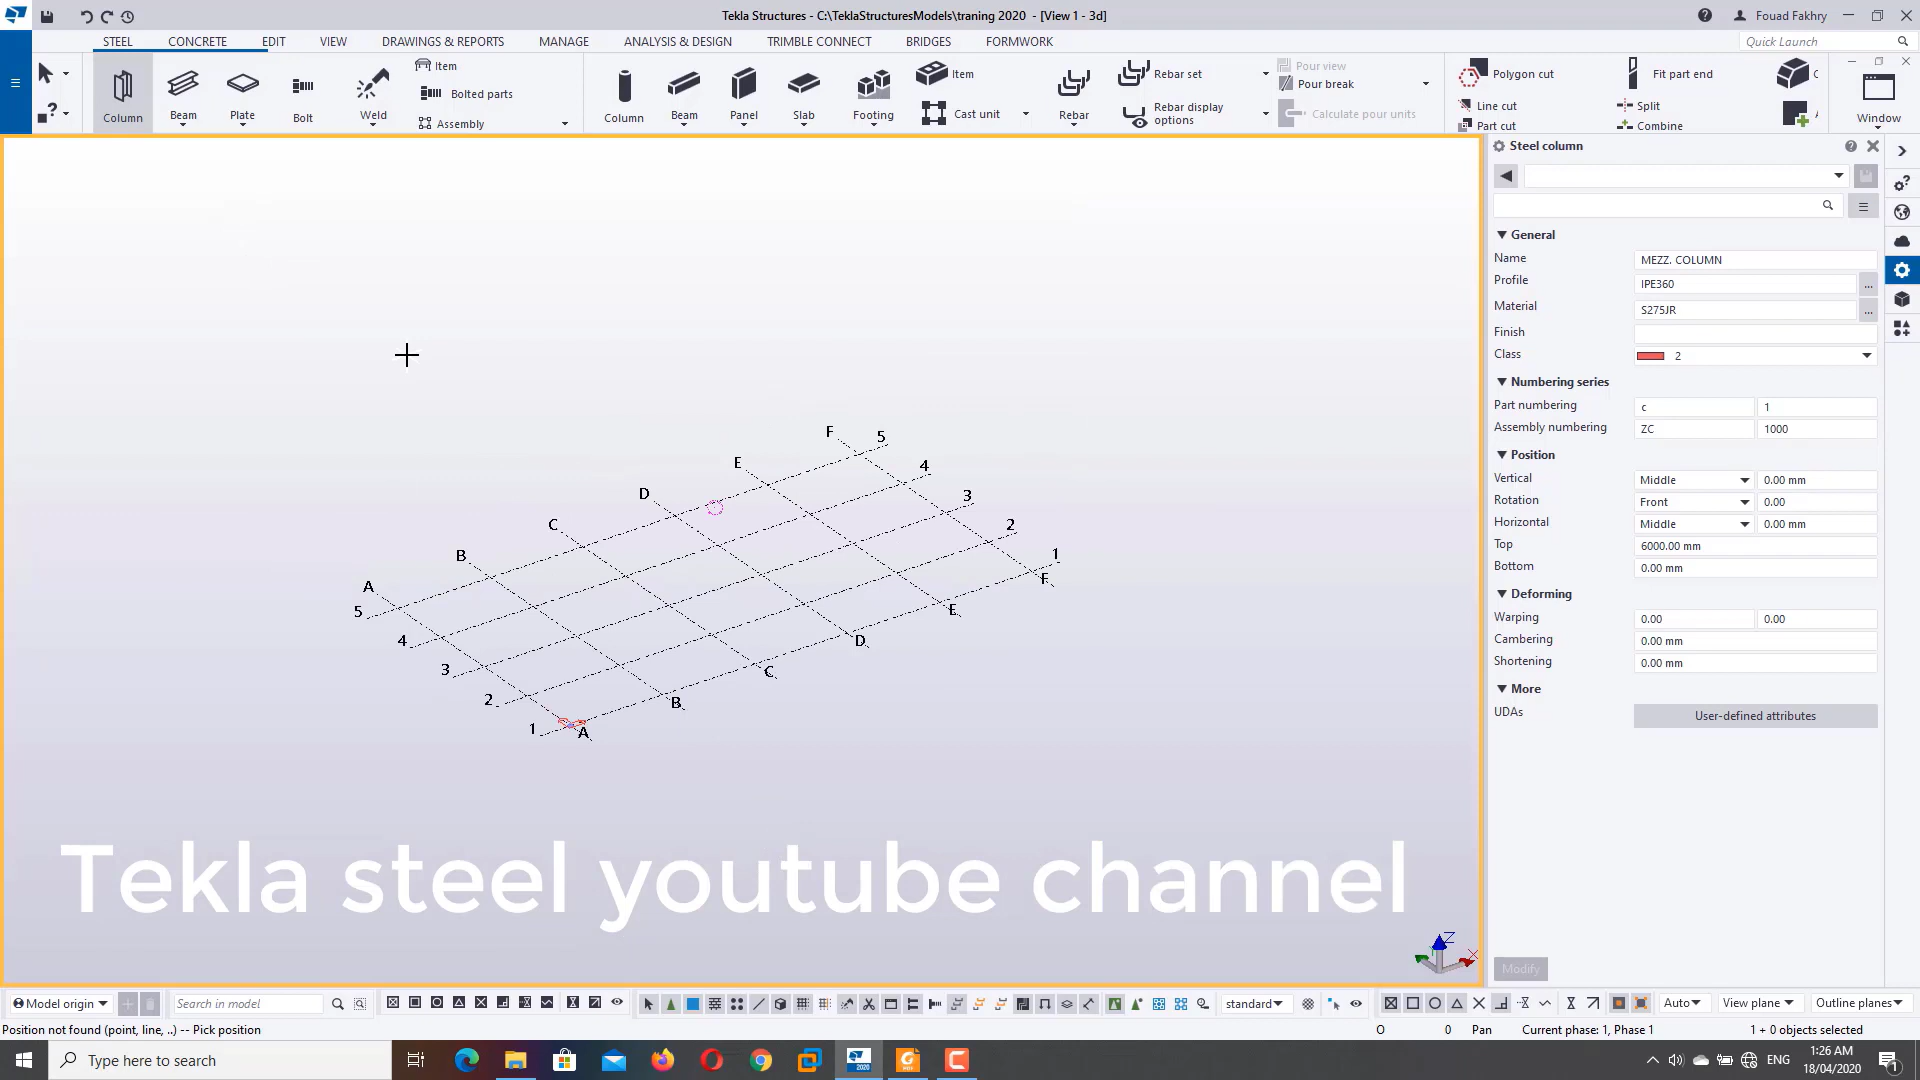 Tekla Structures - C:\TeklaStructuresModels\traning 2020 - [View 1 - 3d]
Fouad Fakhry
STEEL CONCRETE EDIT VIEW DRAWINGS & REPORTS MANAGE ANALYSIS & DESIGN TRIMBLE CONNECT BRIDGES FORMWORK
Quick Launch
Column Beam Plate Bolt Weld
Item
Bolted parts
Assembly
Column Beam Panel Slab Footing
Item
Cast unit
Rebar
Rebar set
Rebar display options
Pour view
Pour break
Calculate pour units
Polygon cut
Line cut
Part cut
Fit part end
Split
Combine
Window
Steel column
General
Name MEZZ. COLUMN
Profile IPE360 ...
Material S275JR ...
Finish
Class 2
Numbering series
Part numbering c 1
Assembly numbering ZC 1000
Position
Vertical Middle 0.00 mm
Rotation Front 0.00
Horizontal Middle 0.00 mm
Top 6000.00 mm
Bottom 0.00 mm
Deforming
Warping 0.00 0.00
Cambering 0.00 mm
Shortening 0.00 mm
More
UDAs User-defined attributes
Modify
F 5
E 4
D 3
C 2
B 1
A F
5 E
4 D
3 C
2 B
1 A
Tekla steel youtube channel
Z
X
Model origin Search in model standard Auto View plane Outline planes
Position not found (point, line, ..) -- Pick position
O 0 Pan Current phase: 1, Phase 1 1 + 0 objects selected
Type here to search
ENG
1:26 AM
18/04/2020
1